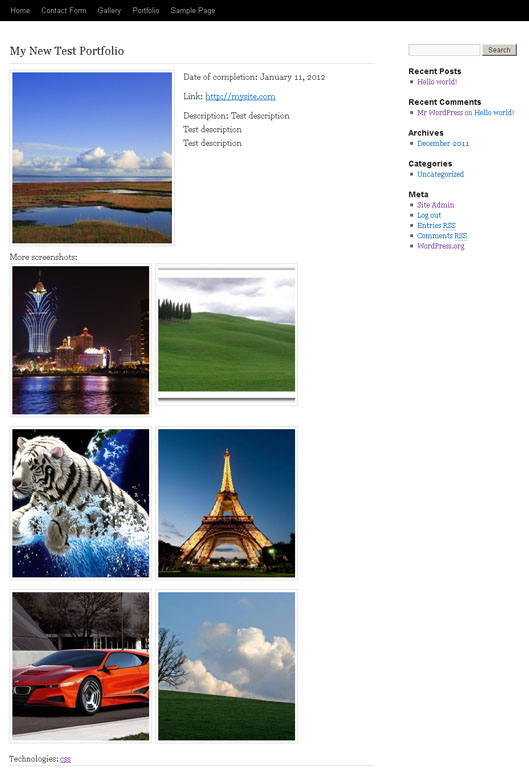 Home Contact Form Gallery Portfolio Sample Page
My New Test Portfolio
Date of completion: January 11, 2012
Link: http://mysite.com
Description: Test description
Test description
Test description
More screenshots:
Technologies: css
Search
Recent Posts
Hello world!
Recent Comments
Mr WordPress on Hello world!
Archives
December 2011
Categories
Uncategorized
Meta
Site Admin
Log out
Entries RSS
Comments RSS
WordPress.org